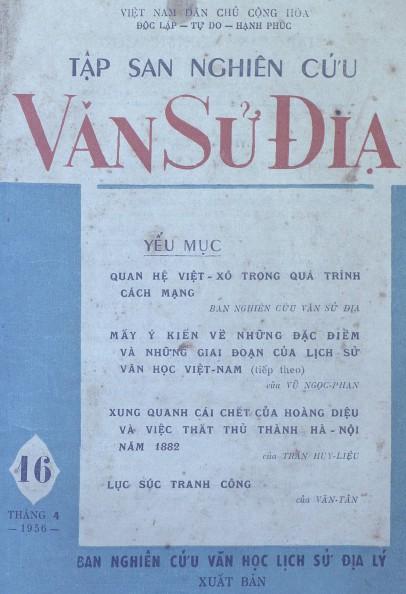 VIỆT NAM DÂN CHỦ CỘNG HÒA
ĐỘC LẬP — TỰ DO — HẠNH PHÚC
TẬP SAN NGHIÊN CỨU
VĂN SỬ ĐỊA
YẾU MỤC
QUAN HỆ VIỆT - XÔ TRONG QUÁ TRÌNH
CÁCH MẠNG
BAN NGHIÊN CỨU VĂN SỬ ĐỊA
MẤY Ý KIẾN VỀ NHỮNG ĐẶC ĐIỂM
VÀ NHỮNG GIAI ĐOẠN CỦA LỊCH SỬ
VĂN HỌC VIỆT-NAM (tiếp theo)
của VŨ NGỌC-PHAN
XUNG QUANH CÁI CHẾT CỦA HOÀNG DIỆU
VÀ VIỆC THẤT THỦ THÀNH HÀ - NỘI
NĂM 1882
của TRẦN HUY-LIỆU
LỤC SÚC TRANH CÔNG
của VĂN-TÂN
16
THÁNG 4
— 1956 —
BAN NGHIÊN CỨU VĂN HỌC LỊCH SỬ ĐỊA LÝ
XUẤT BẢN